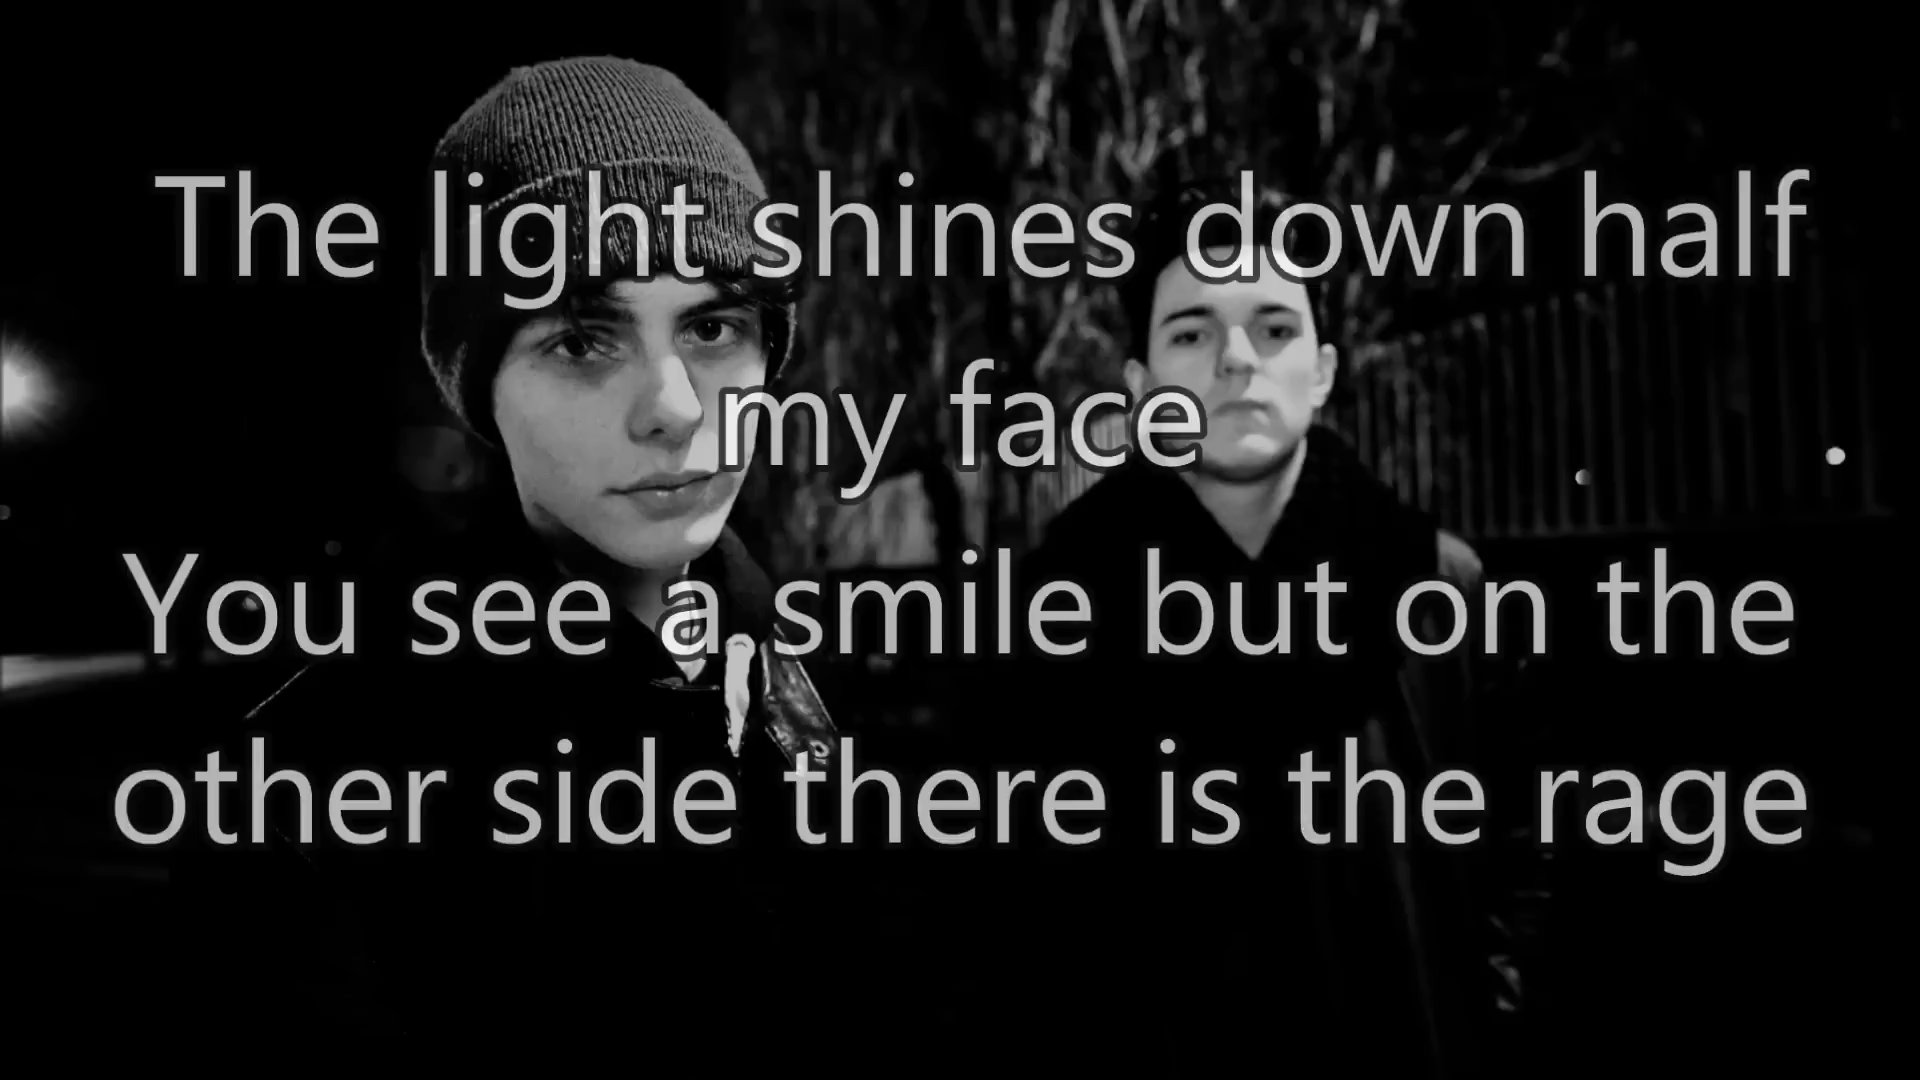 The light shines down half
my face
You see a smile but on the
other side there is the rage